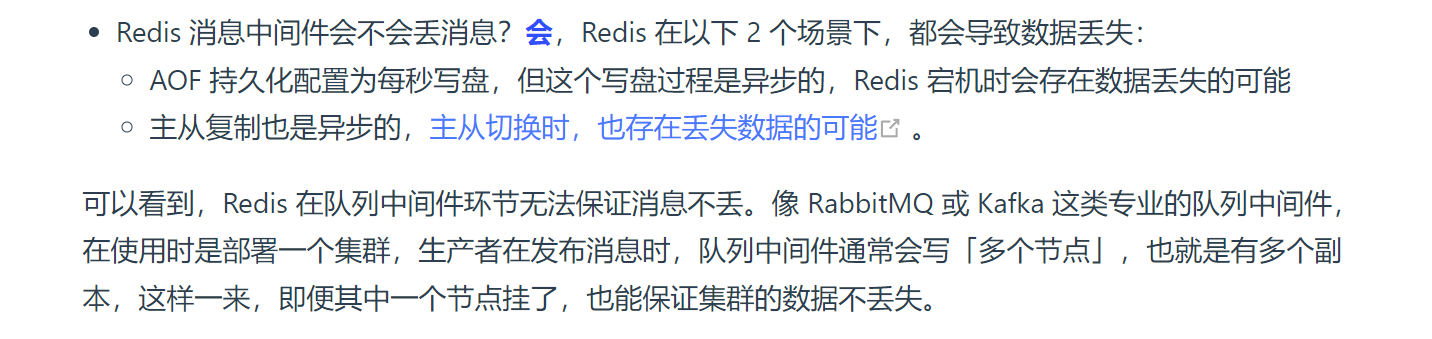 Redis 消息中间件会不会丢消息？会，Redis 在以下 2 个场景下，都会导致数据丢失：
AOF 持久化配置为每秒写盘，但这个写盘过程是异步的，Redis 宕机时会存在数据丢失的可能
主从复制也是异步的，主从切换时，也存在丢失数据的可能 。
可以看到，Redis 在队列中间件环节无法保证消息不丢。像 RabbitMQ 或 Kafka 这类专业的队列中间件，
在使用时是部署一个集群，生产者在发布消息时，队列中间件通常会写「多个节点」，也就是有多个副
本，这样一来，即便其中一个节点挂了，也能保证集群的数据不丢失。